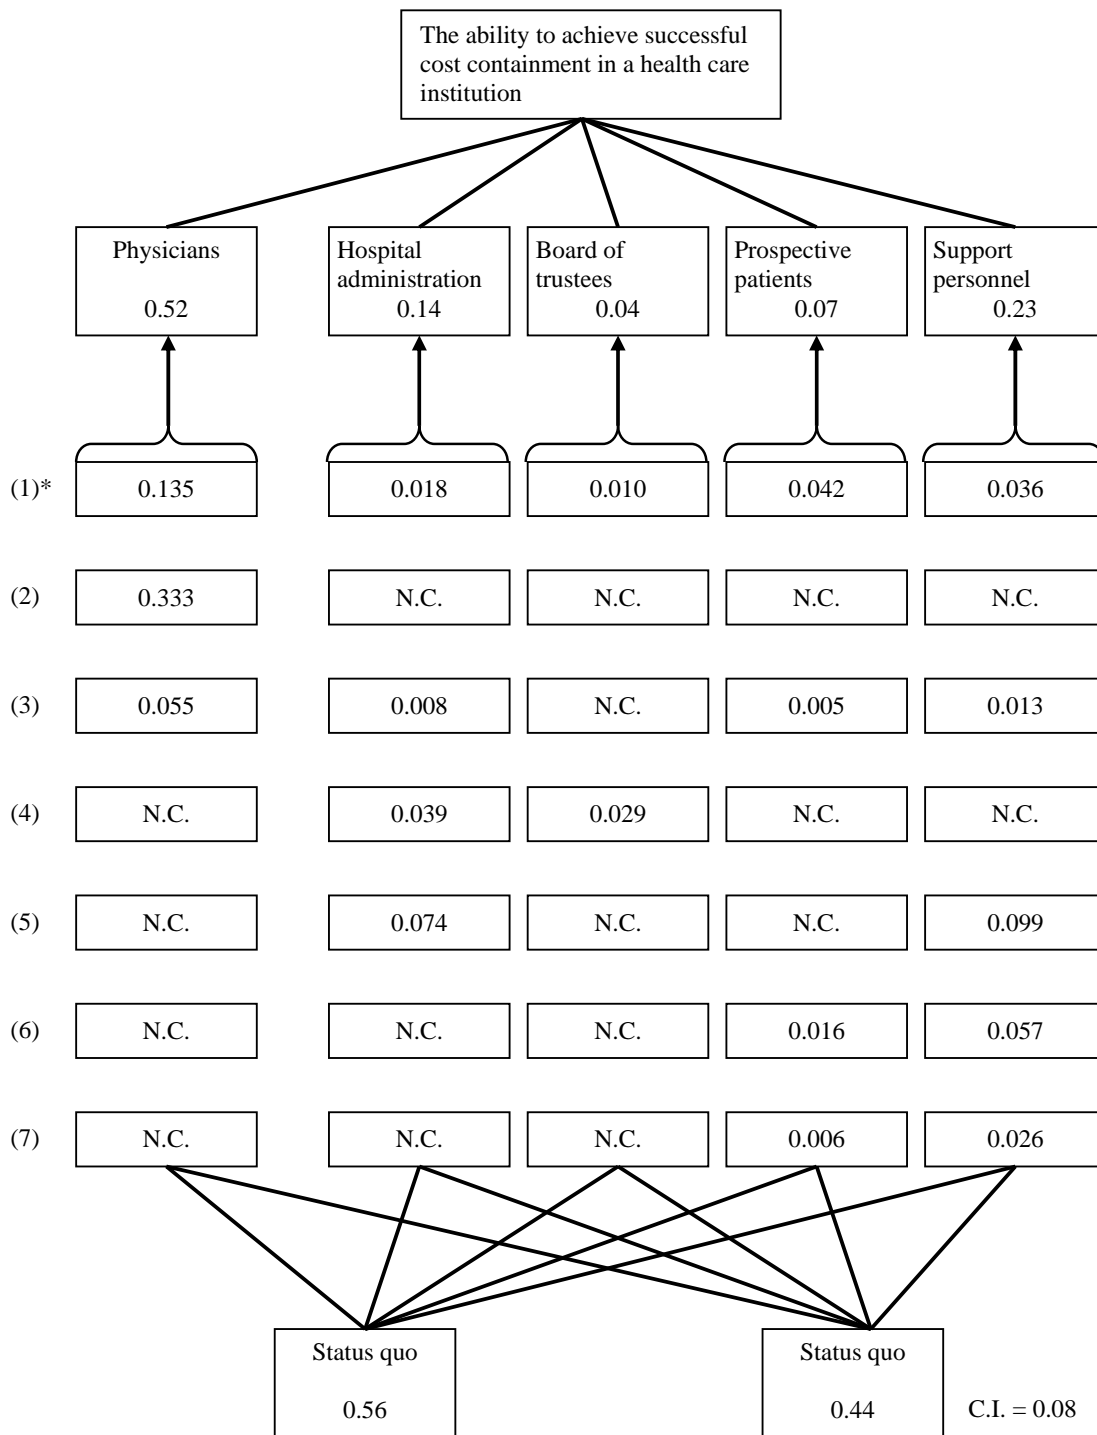 The ability to achieve successful
cost containment in a health care
institution
Physicians
0.52
Hospital
administration
0.14
Board of
trustees
0.04
Prospective
patients
0.07
Support
personnel
0.23
(1)* 0.135 0.018 0.010 0.042 0.036
(2) 0.333 N.C. N.C. N.C. N.C.
(3) 0.055 0.008 N.C. 0.005 0.013
(4) N.C. 0.039 0.029 N.C. N.C.
(5) N.C. 0.074 N.C. N.C. 0.099
(6) N.C. N.C. N.C. 0.016 0.057
(7) N.C. N.C. N.C. 0.006 0.026
Status quo
0.56
Status quo
0.44
C.I. = 0.08